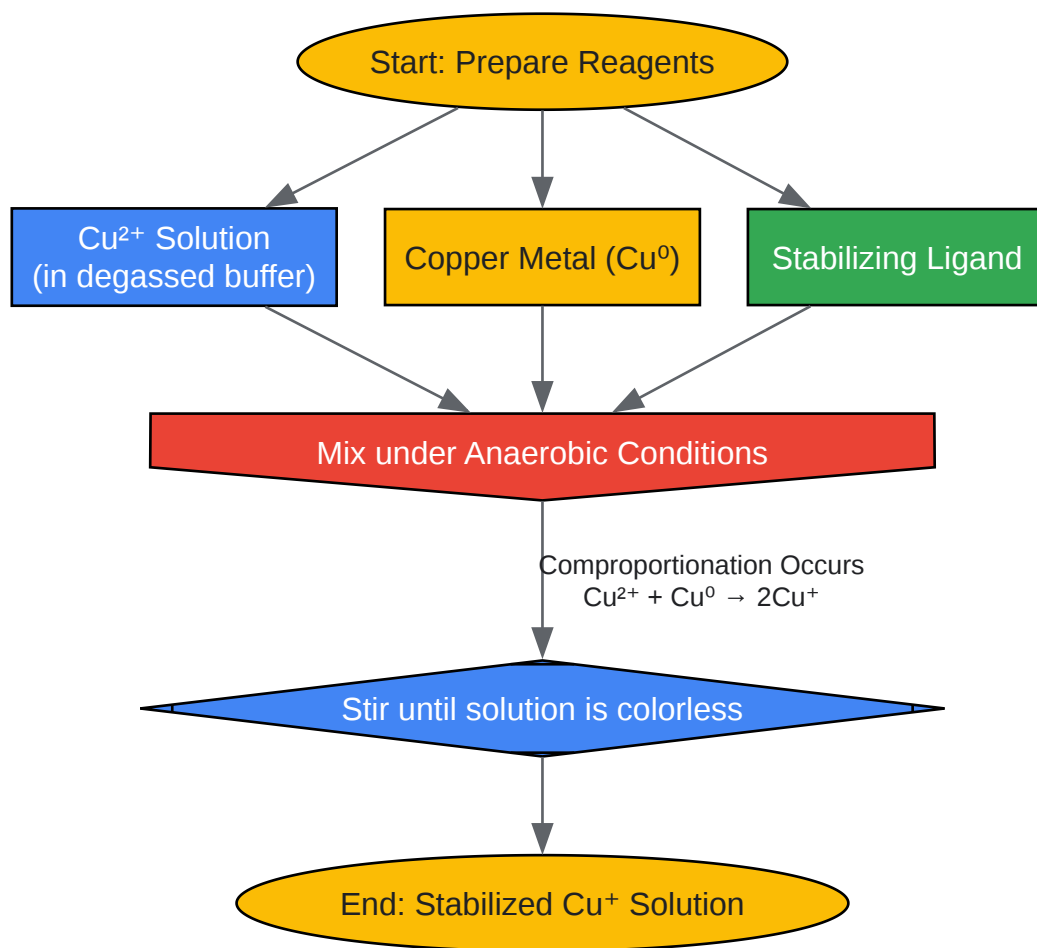 Start: Prepare Reagents
Cu²⁺ Solution
(in degassed buffer)
Copper Metal (Cu⁰)
Stabilizing Ligand
Mix under Anaerobic Conditions
Comproportionation Occurs
Cu²⁺ + Cu⁰ → 2Cu⁺
Stir until solution is colorless
End: Stabilized Cu⁺ Solution